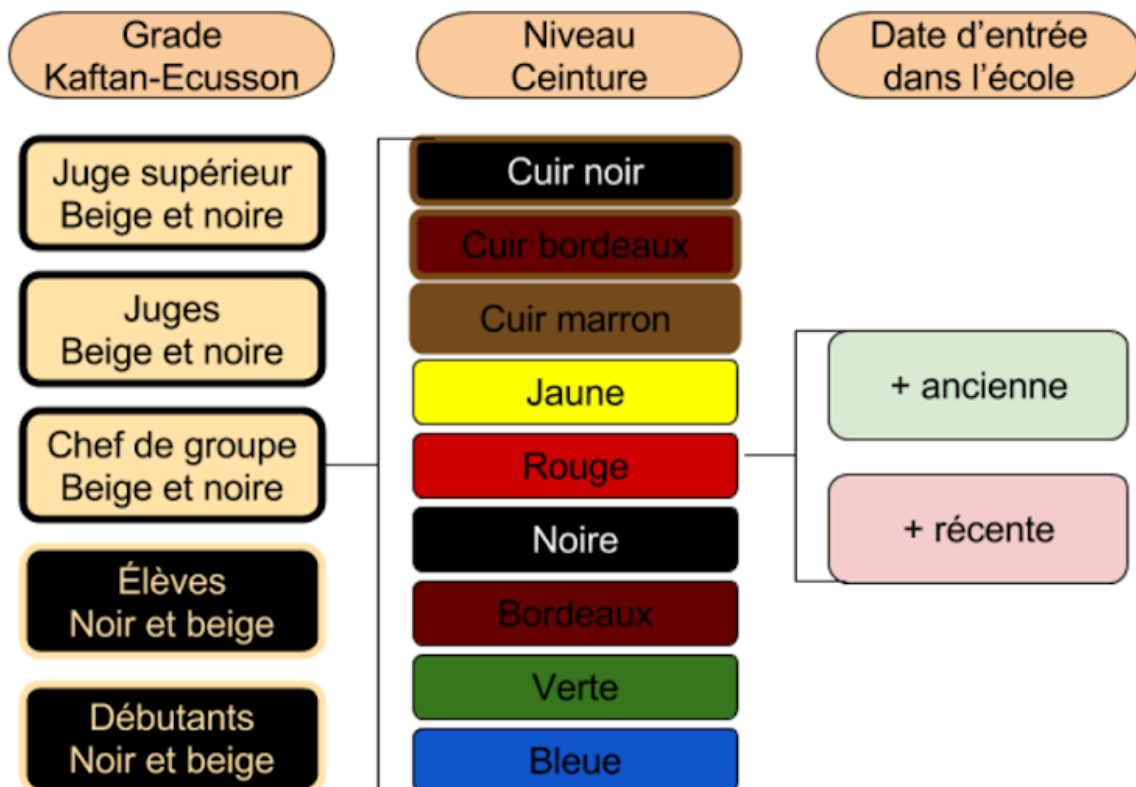 Grade
Kaftan-Ecusson
Niveau
Ceinture
Date d'entrée
dans l'école
Juge supérieur
Beige et noire
Juges
Beige et noire
Chef de groupe
Beige et noire
Élèves
Noir et beige
Débutants
Noir et beige
Cuir noir
Cuir bordeaux
Cuir marron
Jaune
Rouge
Noire
Bordeaux
Verte
Bleue
+ ancienne
+ récente